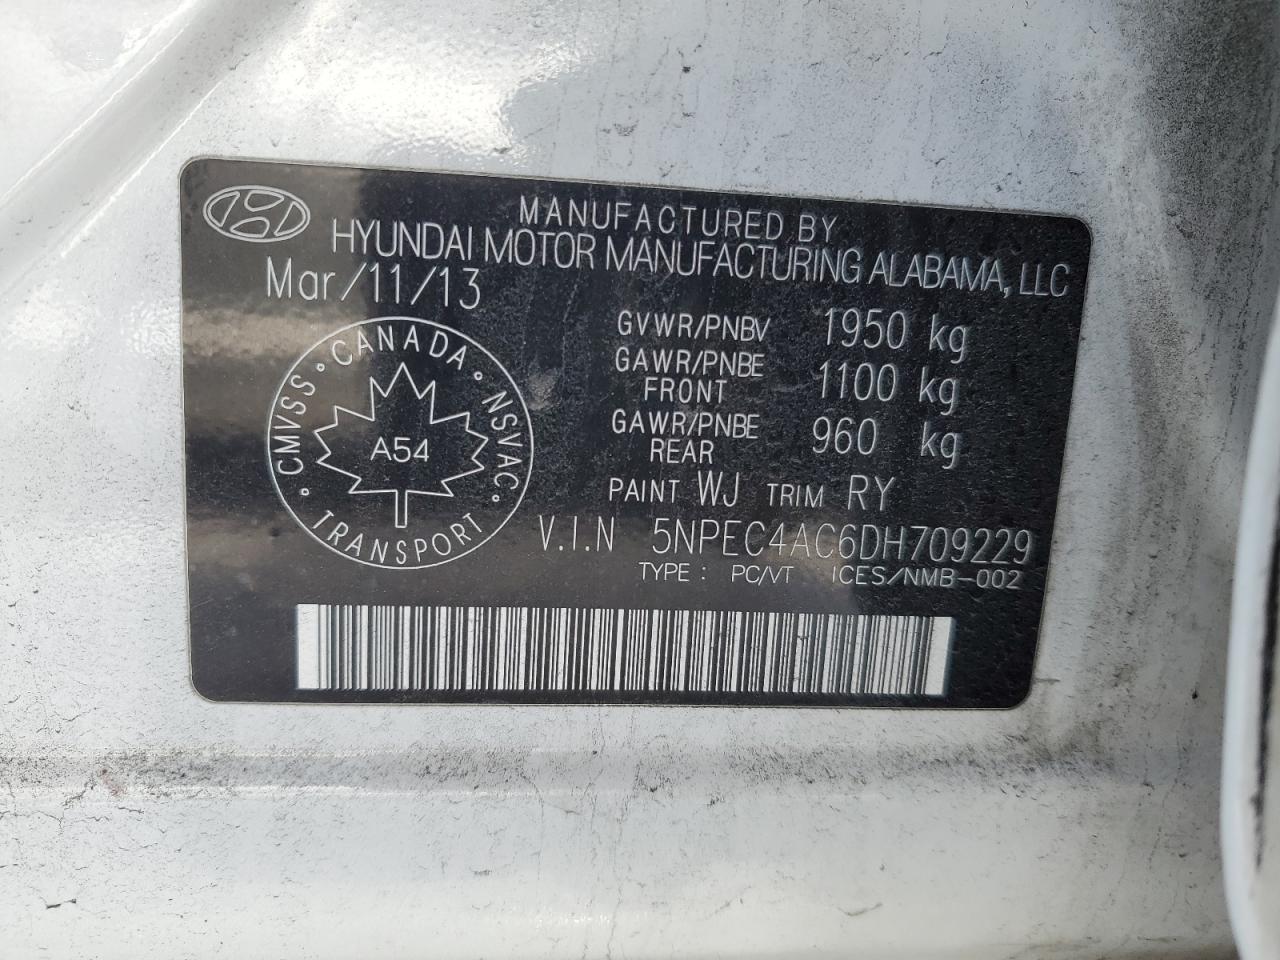 MANUFACTURED BY
HYUNDAI MOTOR MANUFACTURING ALABAMA, LLC
Mar/11/13
GVWR/PNBV 1950 kg
GAWR/PNBE FRONT 1100 kg
GAWR/PNBE REAR 960 kg
PAINT WJ TRIM RY
V.I.N 5NPEC4AC6DH709229
TYPE : PC/VT ICES/NMB-002
CMVSS · CANADA · NSVAC · TRANSPORT ·
A54